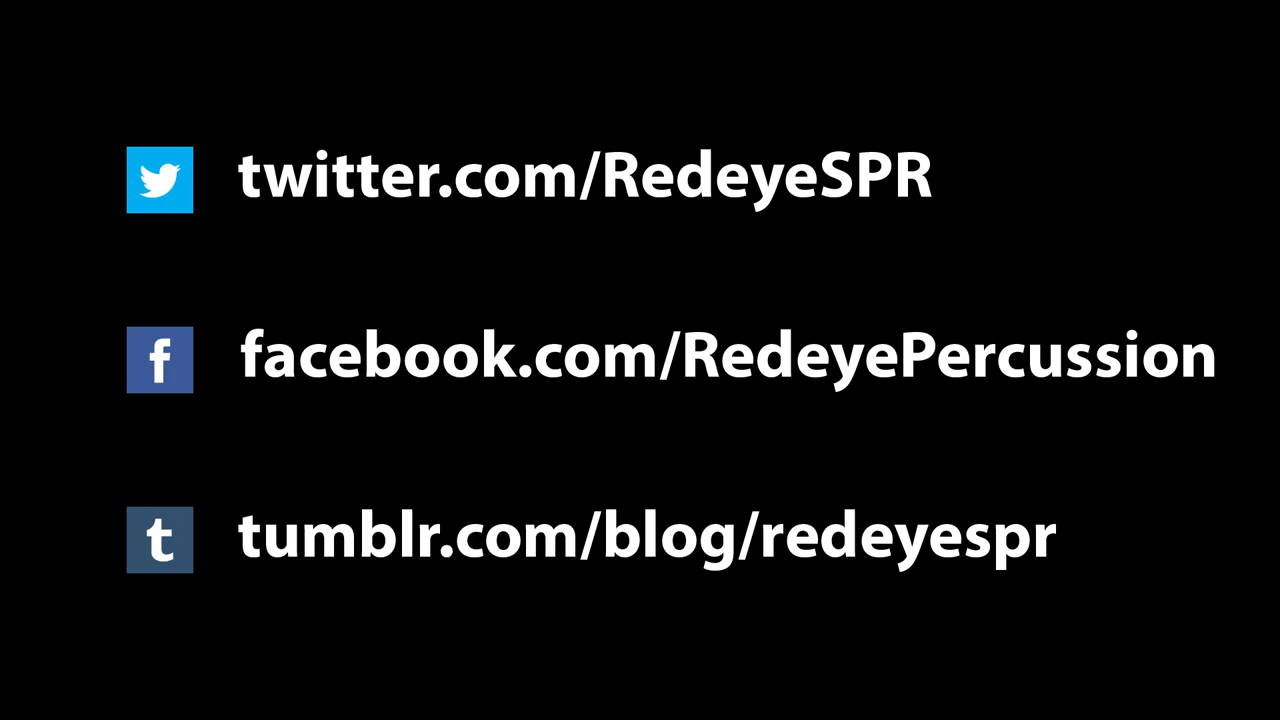 twitter.com/RedeyeSPR
facebook.com/RedeyePercussion
tumblr.com/blog/redeyespr